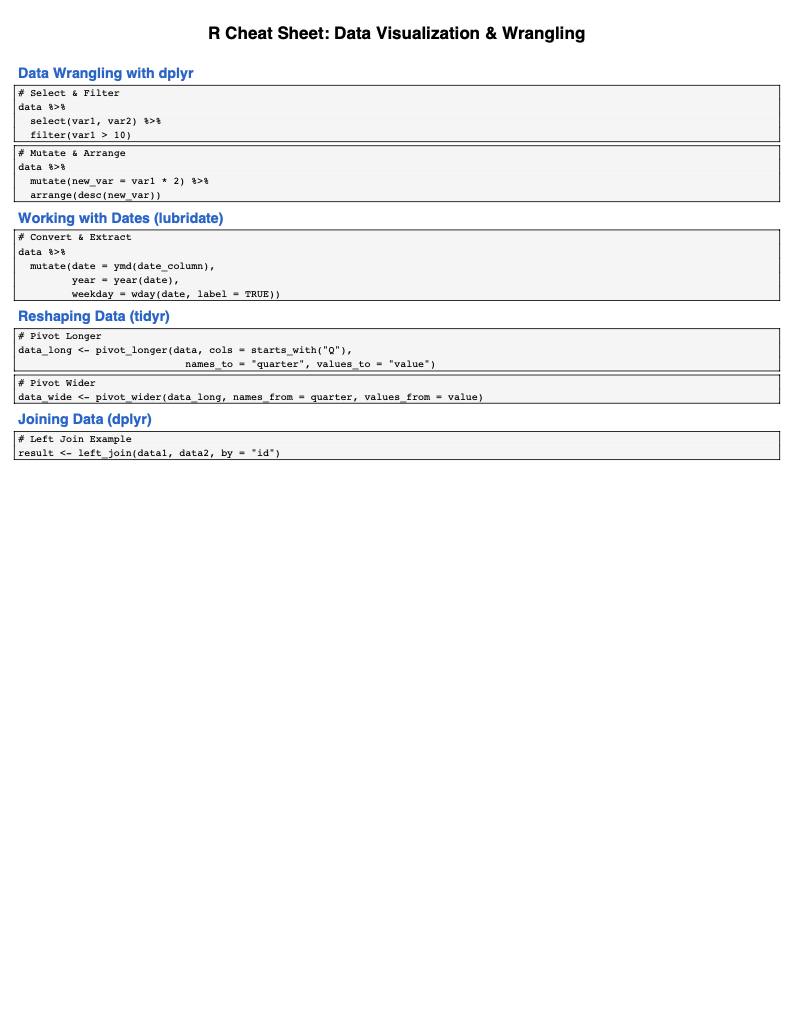 R Cheat Sheet: Data Visualization & Wrangling
Data Wrangling with dplyr
# Select & Filter
data %>%
  select(var1, var2) %>%
  filter(var1 > 10)
# Mutate & Arrange
data %>%
  mutate(new_var = var1 * 2) %>%
  arrange(desc(new_var))
Working with Dates (lubridate)
# Convert & Extract
data %>%
  mutate(date = ymd(date_column),
         year = year(date),
         weekday = wday(date, label = TRUE))
Reshaping Data (tidyr)
# Pivot Longer
data_long <- pivot_longer(data, cols = starts_with("Q"),
                            names_to = "quarter", values_to = "value")
# Pivot Wider
data_wide <- pivot_wider(data_long, names_from = quarter, values_from = value)
Joining Data (dplyr)
# Left Join Example
result <- left_join(data1, data2, by = "id")